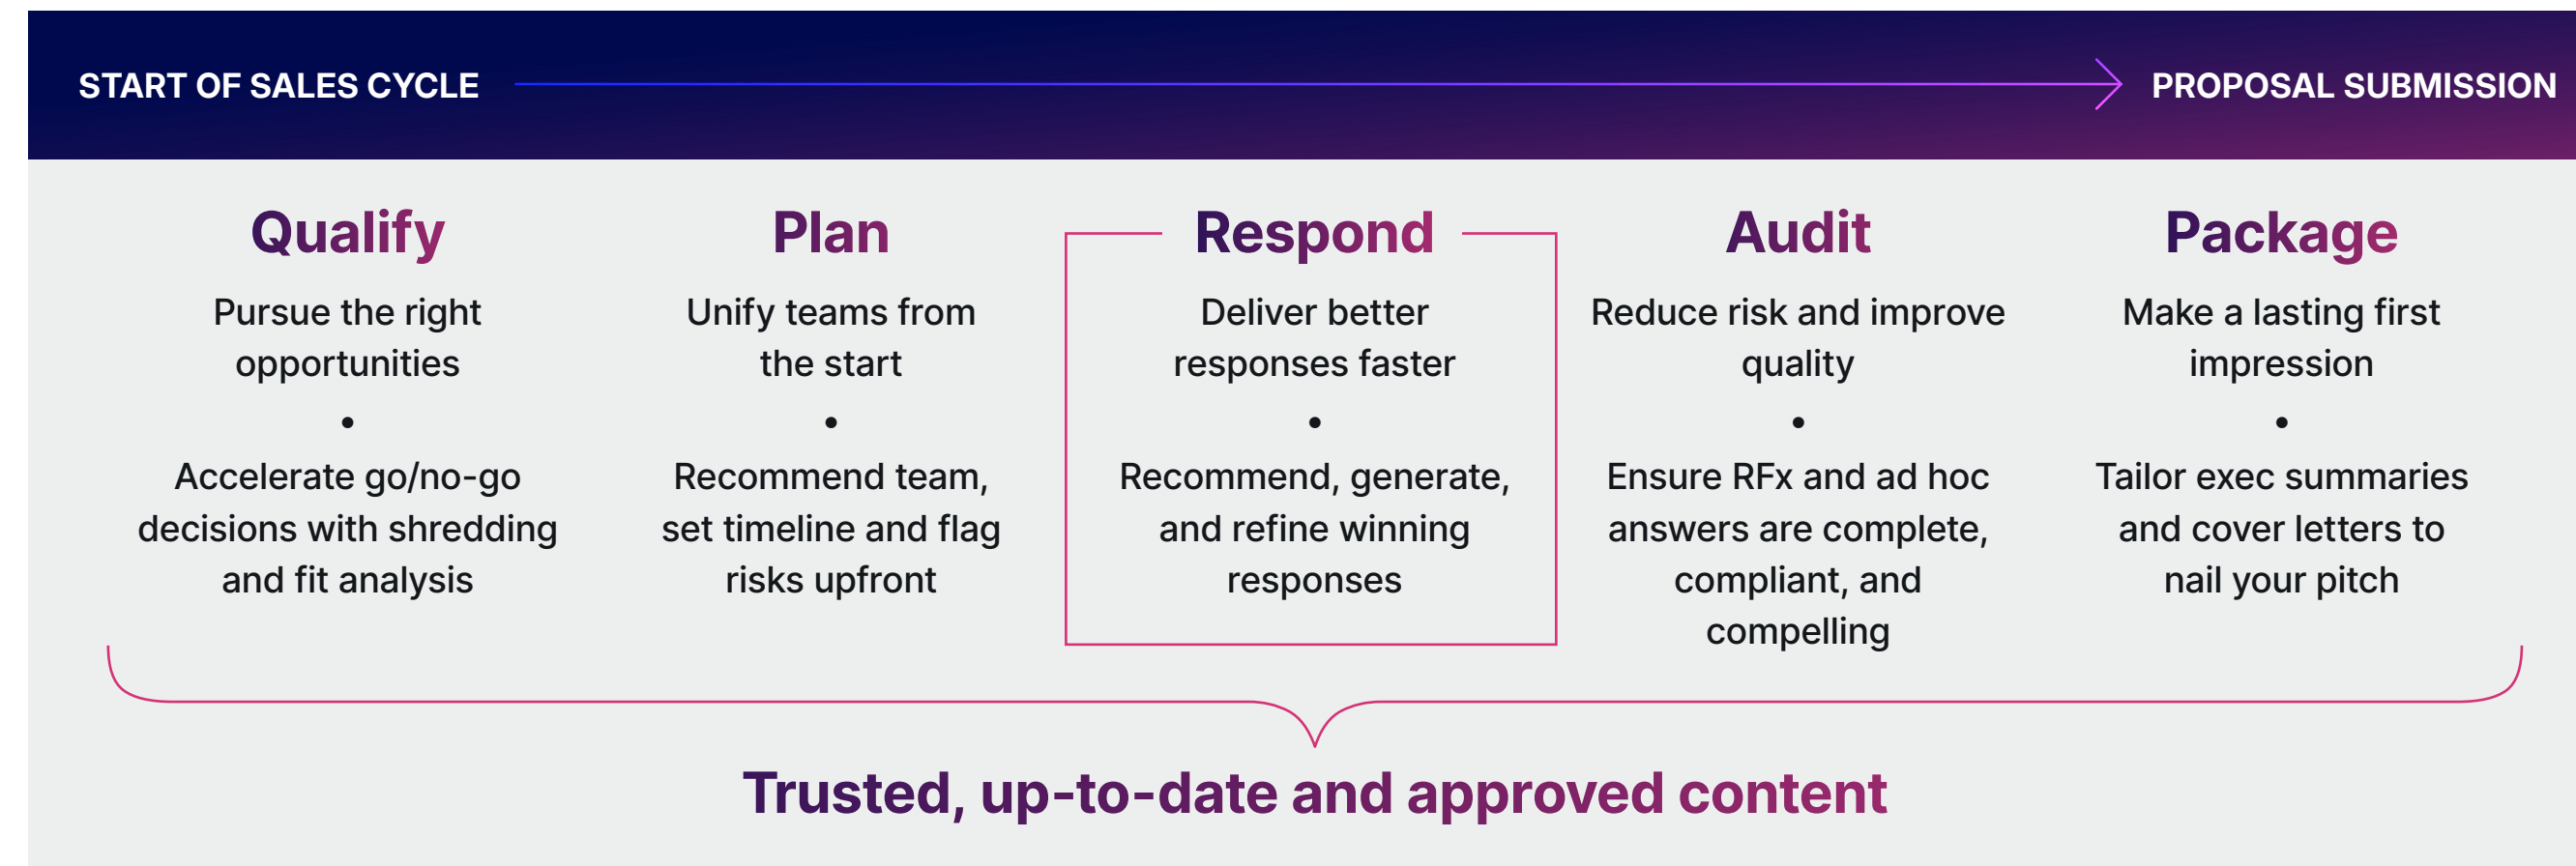 START OF SALES CYCLE
PROPOSAL SUBMISSION
Qualify
Pursue the right
opportunities
•
Accelerate go/no-go
decisions with shredding
and fit analysis
Plan
Unify teams from
the start
•
Recommend team,
set timeline and flag
risks upfront
Respond
Deliver better
responses faster
•
Recommend, generate,
and refine winning
responses
Audit
Reduce risk and improve
quality
•
Ensure RFx and ad hoc
answers are complete,
compliant, and
compelling
Package
Make a lasting first
impression
•
Tailor exec summaries
and cover letters to
nail your pitch
Trusted, up-to-date and approved content